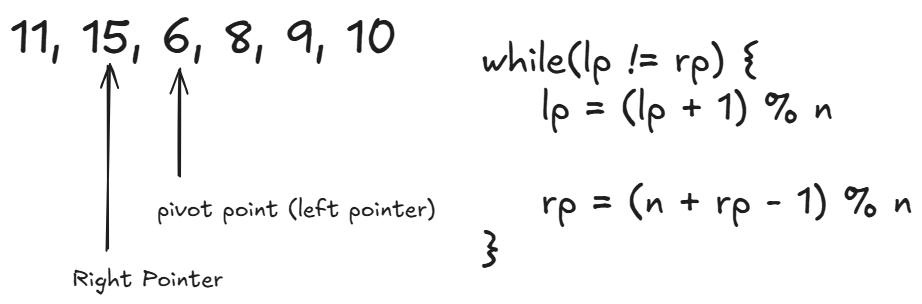 11, 15, 6, 8, 9, 10
while(lp != rp) {
lp = (lp + 1) % n
rp = (n + rp - 1) % n
}
pivot point (left pointer)
Right Pointer